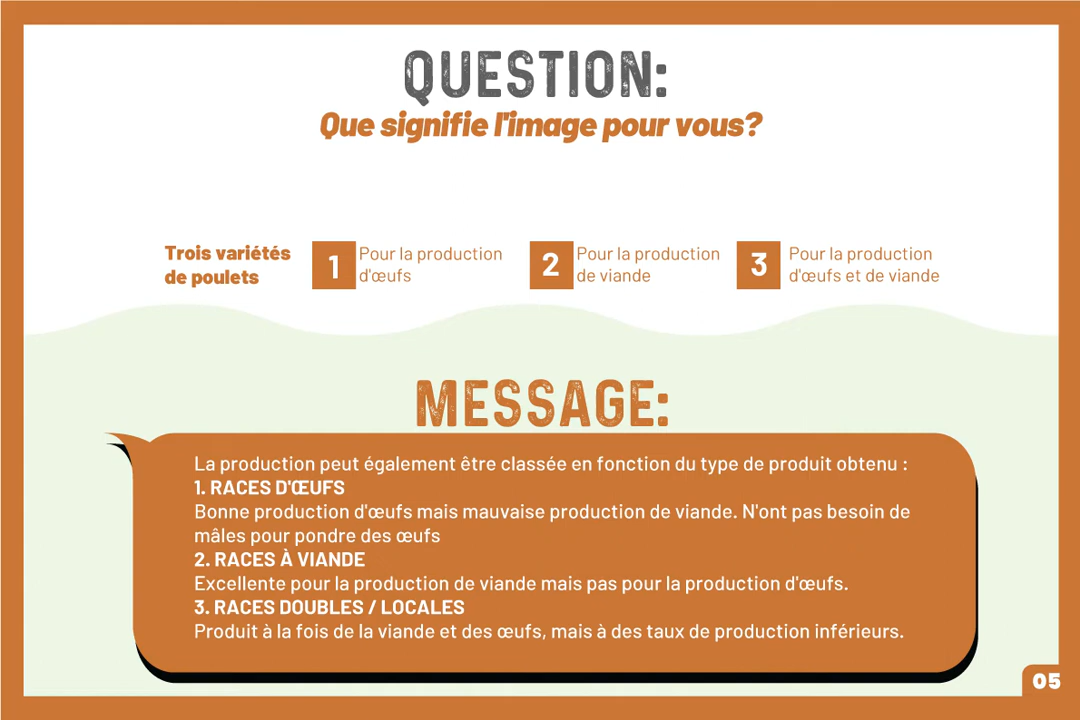 QUESTION:
Que signifie l'image pour vous?
Trois variétés
de poulets
1
Pour la production
d'œufs
2
Pour la production
de viande
3
Pour la production
d'œufs et de viande
MESSAGE:
La production peut également être classée en fonction du type de produit obtenu :
1. RACES D'ŒUFS
Bonne production d'œufs mais mauvaise production de viande. N'ont pas besoin de
mâles pour pondre des œufs
2. RACES À VIANDE
Excellente pour la production de viande mais pas pour la production d'œufs.
3. RACES DOUBLES / LOCALES
Produit à la fois de la viande et des œufs, mais à des taux de production inférieurs.
05